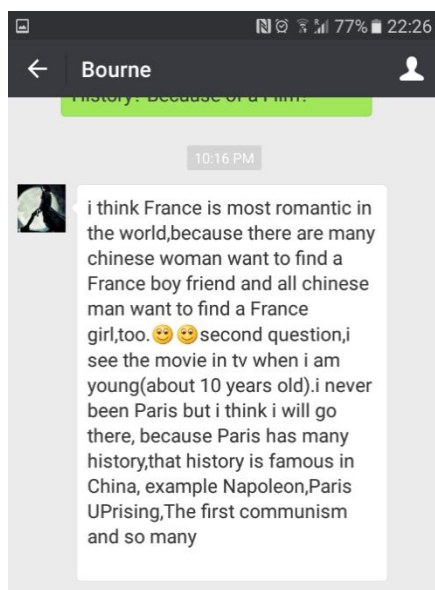 77% 22:26
Bourne
History? Because of a Film?
10:16 PM
i think France is most romantic in
the world,because there are many
chinese woman want to find a
France boy friend and all chinese
man want to find a France
girl,too.😊😊second question,i
see the movie in tv when i am
young(about 10 years old).i never
been Paris but i think i will go
there, because Paris has many
history,that history is famous in
China, example Napoleon,Paris
UPrising,The first communism
and so many